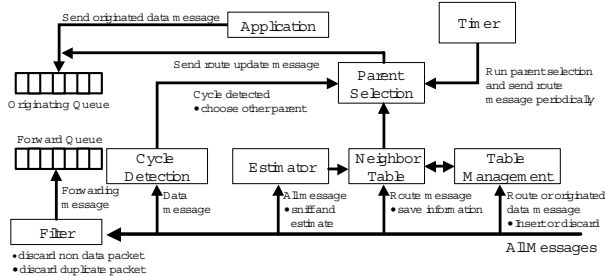 Send originated data message
Application
Timer
Send route update message
Parent
Selection
Run parent selection
and send route
message periodically
Originating Queue
Cycle detected
• choose other parent
Forward Queue
Cycle
Detection
Estimator
Neighbor
Table
Table
Management
Forwarding
message
Data
message
All message
• sniff and
estimate
Route message
• save information
Route or originated
data message
• Insert or discard
Filter
All Messages
• discard non data packet
• discard duplicate packet